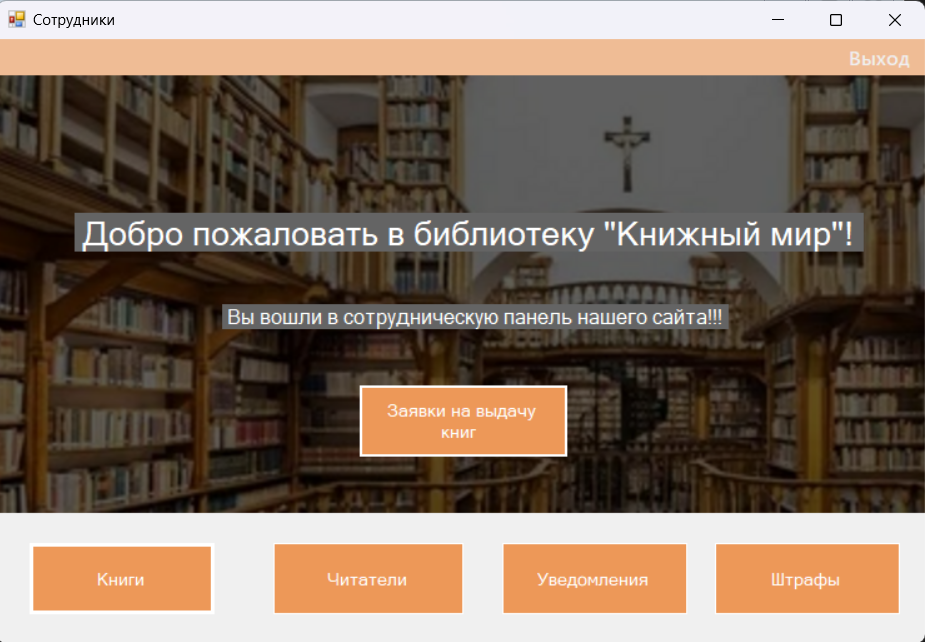 Сотрудники
Выход
Добро пожаловать в библиотеку "Книжный мир"!
Вы вошли в сотрудническую панель нашего сайта!!!
Заявки на выдачу
книг
Книги
Читатели
Уведомления
Штрафы